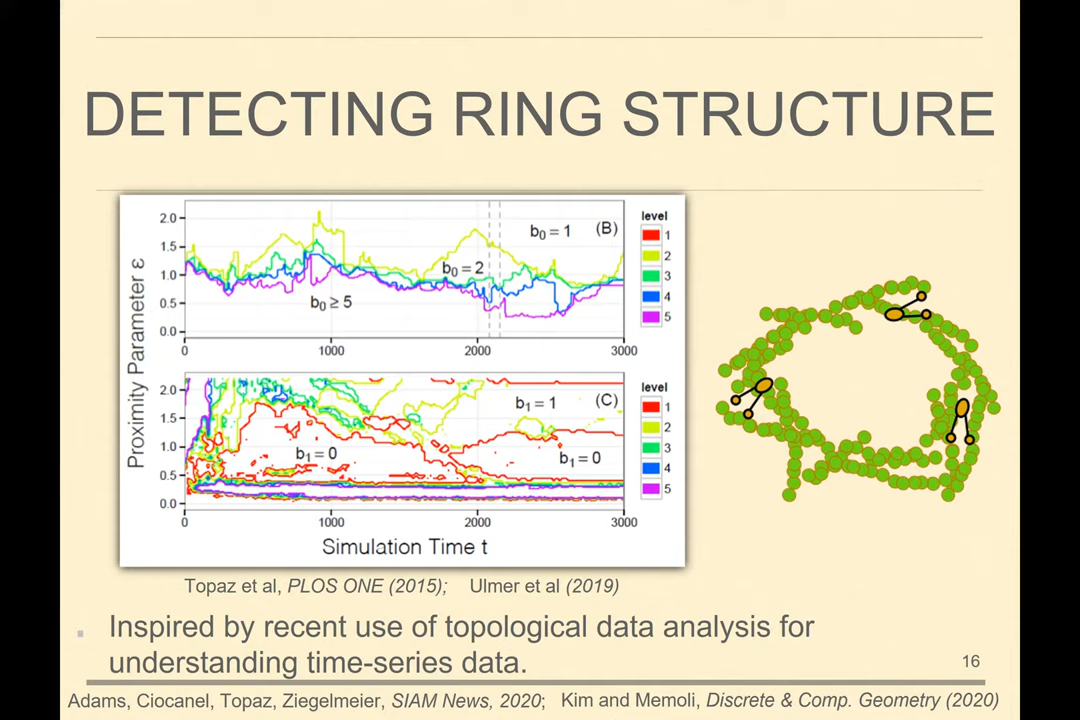 DETECTING RING STRUCTURE
2.0
1.5
1.0
0.5
0.0
0
1000
2000
3000
b₀ = 1
(B)
b₀ = 2
b₀ ≥ 5
level
1
2
3
4
5
Proximity Parameter ε
2.0
1.5
1.0
0.5
0.0
0
1000
2000
3000
b₁ = 1
(C)
b₁ = 0
b₁ = 0
level
1
2
3
4
5
Simulation Time t
Topaz et al, PLOS ONE (2015); Ulmer et al (2019)
Inspired by recent use of topological data analysis for
understanding time-series data.
16
Adams, Ciocanel, Topaz, Ziegelmeier, SIAM News, 2020; Kim and Memoli, Discrete & Comp. Geometry (2020)